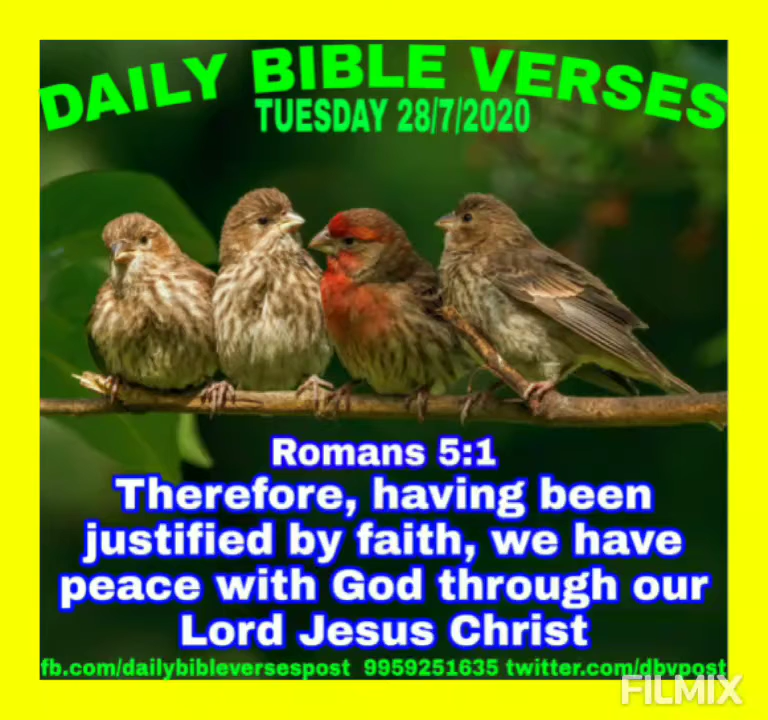 DAILY BIBLE VERSES
TUESDAY 28/7/2020
Romans 5:1
Therefore, having been
justified by faith, we have
peace with God through our
Lord Jesus Christ
fb.com/dailybibleversespost 9959251635 twitter.com/dbvpost
FILMIX